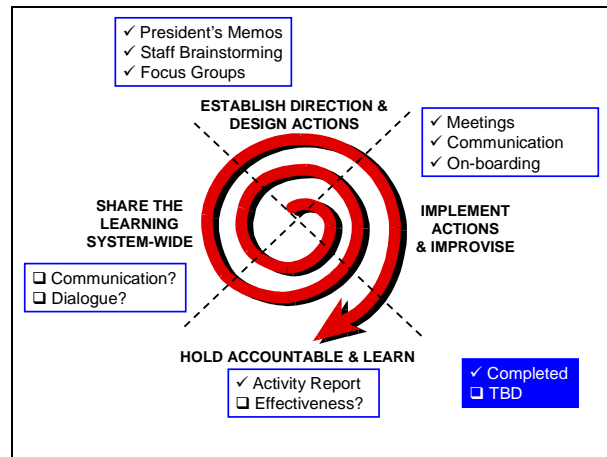 ✓ President's Memos
✓ Staff Brainstorming
✓ Focus Groups
ESTABLISH DIRECTION &
DESIGN ACTIONS
✓ Meetings
✓ Communication
✓ On-boarding
SHARE THE
LEARNING
SYSTEM-WIDE
IMPLEMENT
ACTIONS
& IMPROVISE
❑ Communication?
❑ Dialogue?
HOLD ACCOUNTABLE & LEARN
✓ Activity Report
❑ Effectiveness?
✓ Completed
❑ TBD